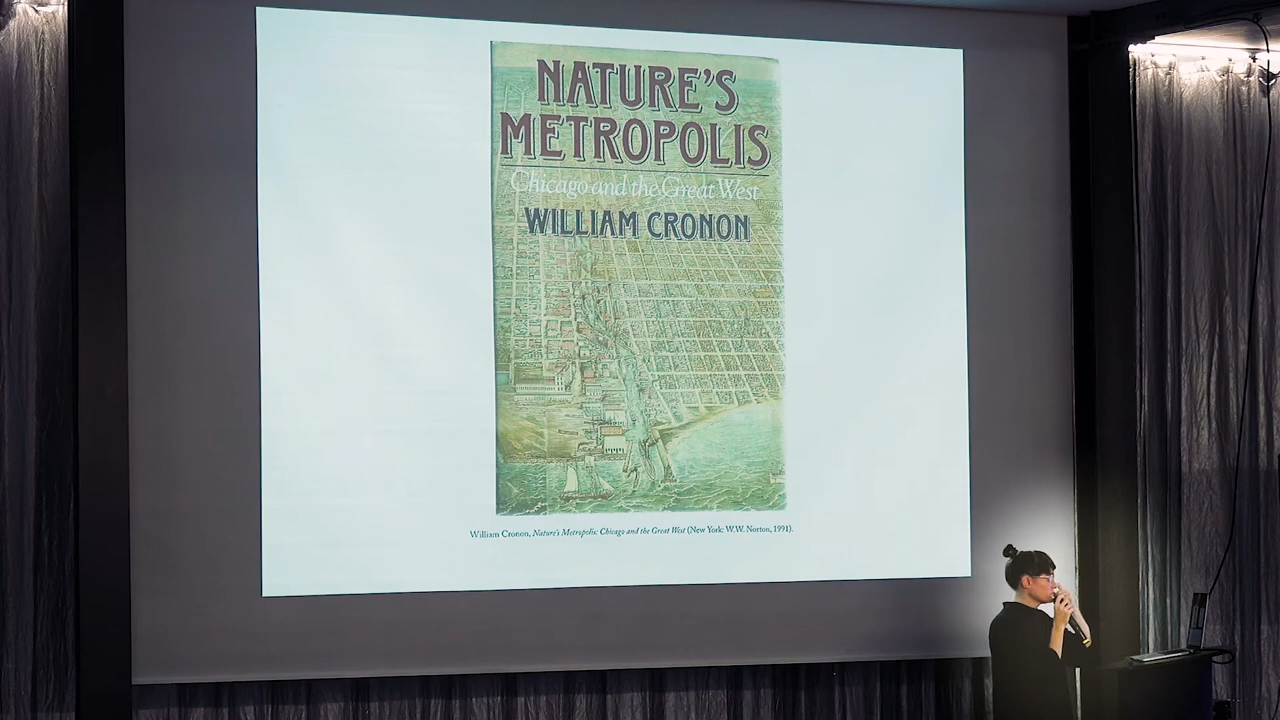 NATURE'S
METROPOLIS
Chicago and the Great West
WILLIAM CRONON
William Cronon, Nature's Metropolis: Chicago and the Great West (New York: W.W. Norton, 1991).